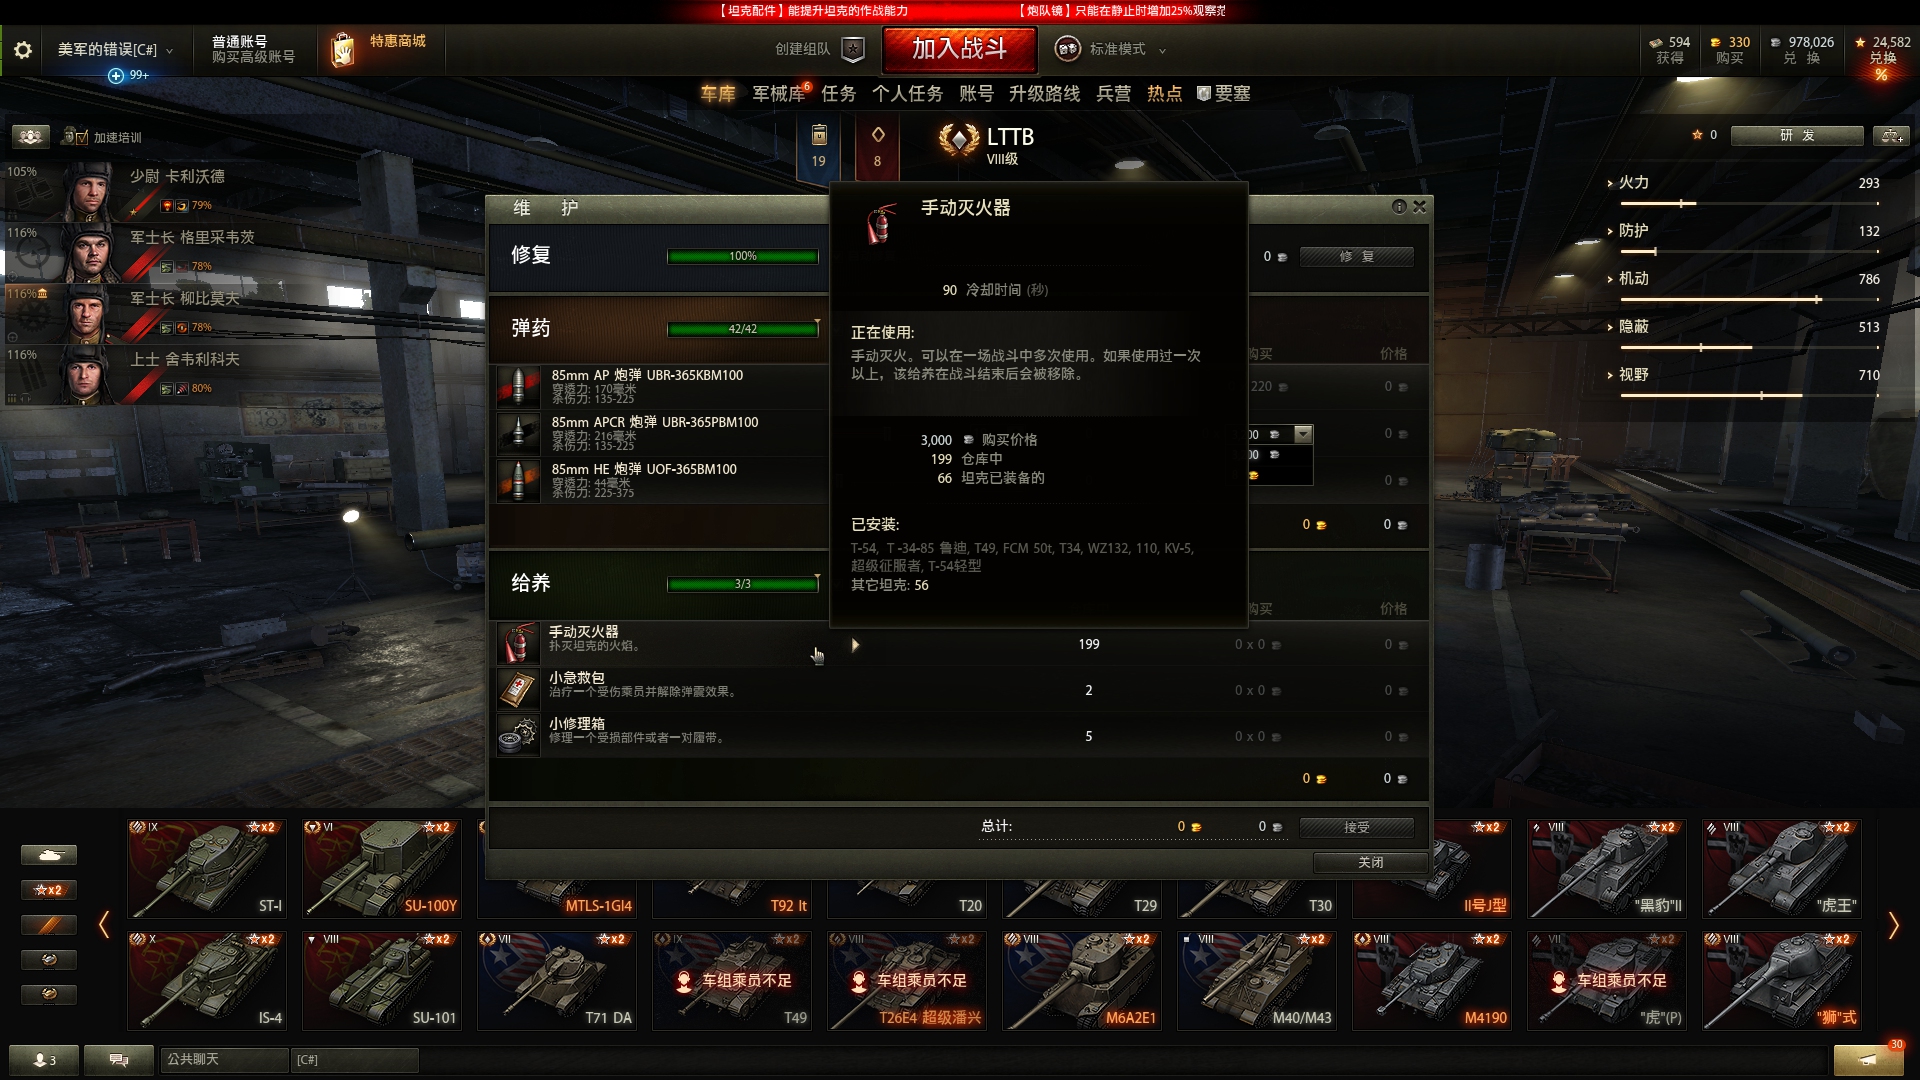 【坦克配件】能提升坦克的作战能力
【炮队镜】只能在静止时增加25%观察范
美军的错误[C#]
99+
普通账号
购买高级账号
特惠商城
创建组队
加入战斗
标准模式
594
获得
330
购买
978,026
兑 换
24,582
兑换
%
车库
军械库
6
任务
个人任务
账号
升级路线
兵营
热点
要塞
加速培训
19
8
LTTB
VIII级
0
研 发
105%
少尉 卡利沃德
79%
116%
军士长 格里采韦茨
78%
116%
军士长 柳比莫夫
78%
116%
上士 舍韦利科夫
80%
火力
293
防护
132
机动
786
隐蔽
513
视野
710
维 护
修复
100%
0
修 复
弹药
42/42
购买
价格
85mm AP 炮弹 UBR-365KBM100
穿透力: 170毫米
杀伤力: 135-225
220
0
85mm APCR 炮弹 UBR-365PBM100
穿透力: 216毫米
杀伤力: 135-225
00
0
00
85mm HE 炮弹 UOF-365BM100
穿透力: 44毫米
杀伤力: 225-375
0
0
0
手动灭火器
90 冷却时间 (秒)
正在使用:
手动灭火。可以在一场战斗中多次使用。如果使用过一次
以上，该给养在战斗结束后会被移除。
3,000 购买价格
199 仓库中
66 坦克已装备的
已安装:
T-54, T-34-85 鲁迪, T49, FCM 50t, T34, WZ132, 110, KV-5,
超级征服者, T-54轻型
其它坦克: 56
给养
3/3
购买
价格
手动灭火器
扑灭坦克的火焰。
199
0 x 0
0
小急救包
治疗一个受伤乘员并解除弹震效果。
2
0 x 0
0
小修理箱
修理一个受损部件或者一对履带。
5
0 x 0
0
0
0
总计:
0
0
接受
关闭
x2
IX
x2
ST-I
VI
x2
SU-100Y
MTLS-1GI4
T92 lt
T20
T29
T30
x2
II号J型
VIII
x2
"黑豹"II
VIII
x2
"虎王"
X
x2
IS-4
VIII
x2
SU-101
VII
x2
T71 DA
IX
x2
车组乘员不足
T49
VIII
x2
车组乘员不足
T26E4 超级潘兴
VIII
x2
M6A2E1
VIII
x2
M40/M43
VIII
x2
M4190
VII
x2
车组乘员不足
"虎"(P)
VIII
x2
"狮"式
3
公共聊天
[C#]
30